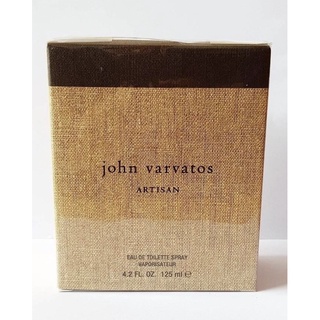 john varvatos
ARTISAN
EAU DE TOILETTE SPRAY
VAPORISATEUR
4.2 FL. OZ. 125 ml ℮